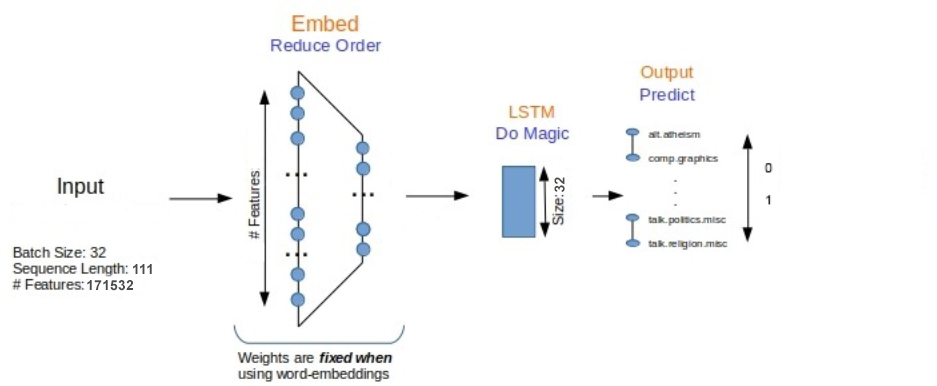 Embed
Reduce Order
Output
Predict
LSTM
Do Magic
alt.atheism
comp.graphics
0
Input
...
...
# Features
Size:32
.
.
.
1
talk.politics.misc
talk.religion.misc
...
Batch Size: 32
Sequence Length: 111
# Features:171532
Weights are fixed when
using word-embeddings